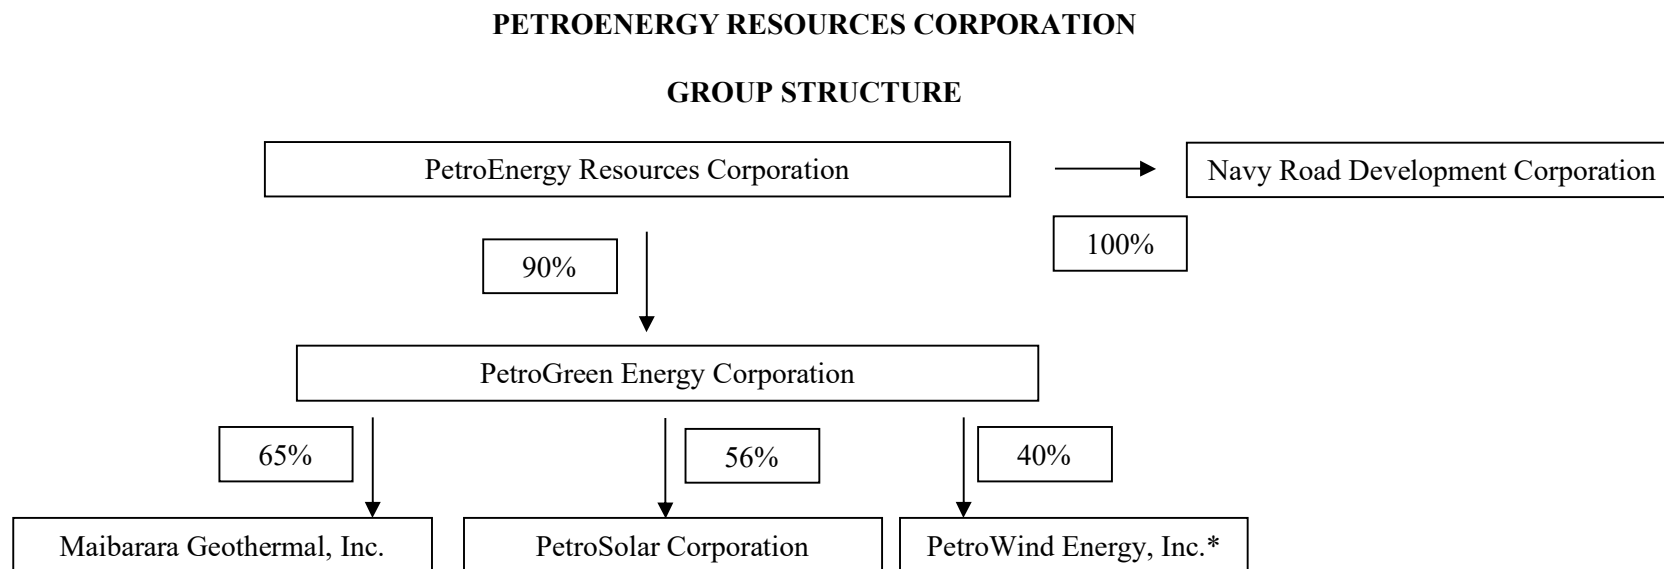 PETROENERGY RESOURCES CORPORATION
GROUP STRUCTURE
PetroEnergy Resources Corporation
Navy Road Development Corporation
100%
90%
PetroGreen Energy Corporation
65%
56%
40%
Maibarara Geothermal, Inc.
PetroSolar Corporation
PetroWind Energy, Inc.*